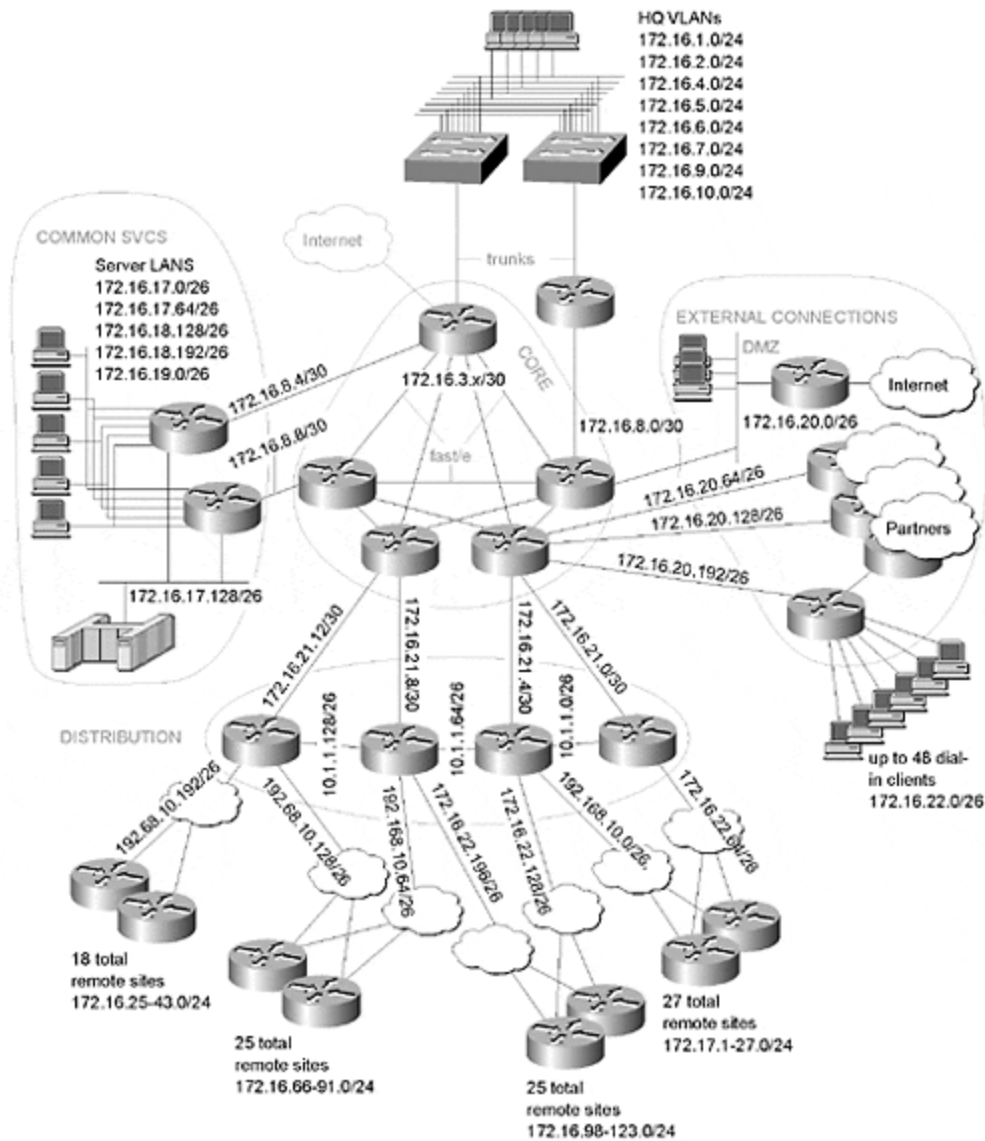 HQ VLANs
172.16.1.0/24
172.16.2.0/24
172.16.4.0/24
172.16.5.0/24
172.16.6.0/24
172.16.7.0/24
172.16.9.0/24
172.16.10.0/24
Internet
trunks
COMMON SVCS
Server LANS
172.16.17.0/26
172.16.17.64/26
172.16.18.128/26
172.16.18.192/26
172.16.19.0/26
172.16.8.4/30
172.16.8.8/30
172.16.17.128/26
CORE
172.16.3.x/30
fast/e
172.16.8.0/30
EXTERNAL CONNECTIONS
DMZ
Internet
172.16.20.0/26
172.16.20.64/26
172.16.20.128/26
Partners
172.16.20.192/26
up to 48 dial-
in clients
172.16.22.0/26
172.16.21.12/30
172.16.21.8/30
172.16.21.4/30
172.16.21.0/30
DISTRIBUTION
10.1.1.128/26
10.1.1.64/26
10.1.1.0/26
192.68.10.192/26
192.68.10.128/26
192.168.10.64/26
172.16.22.196/26
172.16.22.128/26
192.168.10.0/26,
172.16.22.64/26
18 total
remote sites
172.16.25-43.0/24
25 total
remote sites
172.16.66-91.0/24
25 total
remote sites
172.16.98-123.0/24
27 total
remote sites
172.17.1-27.0/24